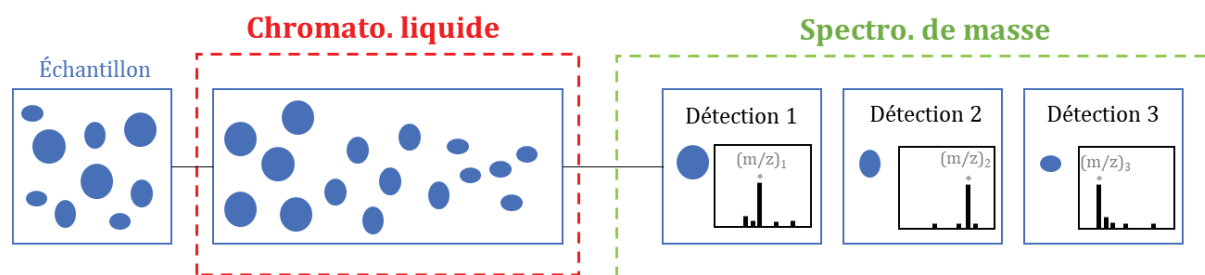 Chromato. liquide
Spectro. de masse
Échantillon
Détection 1
Détection 2
Détection 3
(m/z)₁
(m/z)₂
(m/z)₃